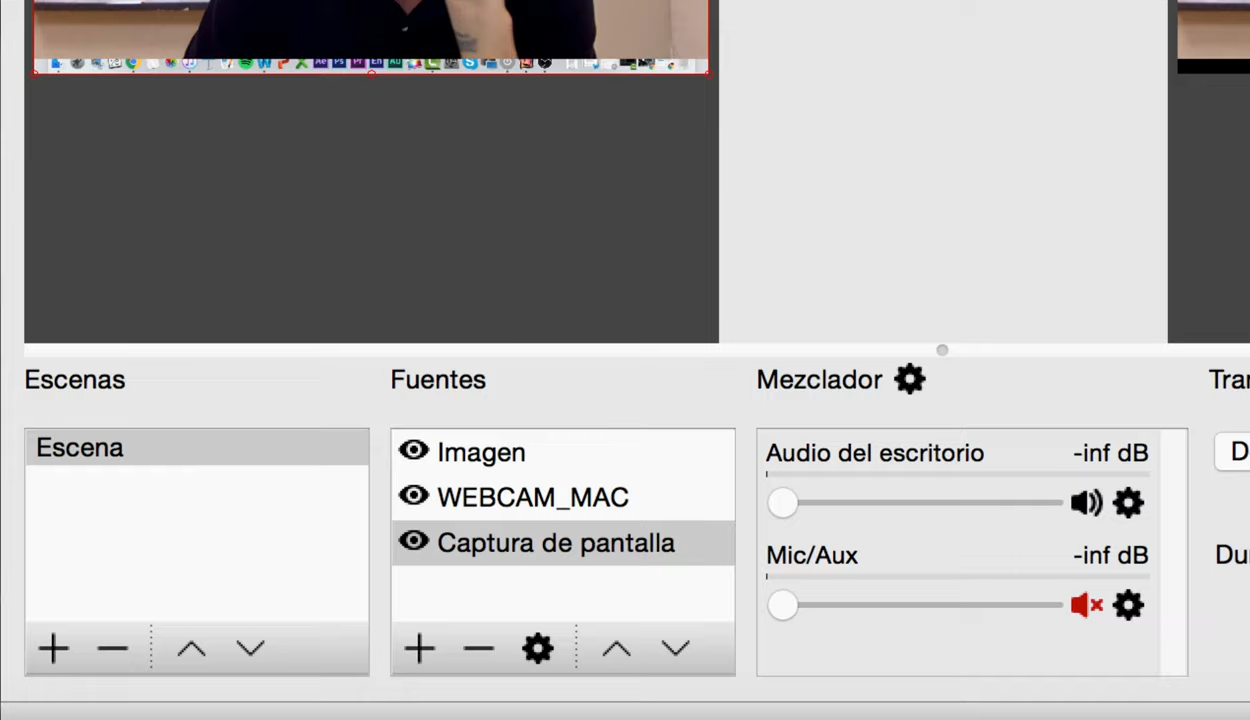 Escenas
Fuentes
Mezclador
Escena
Imagen
WEBCAM_MAC
Captura de pantalla
Audio del escritorio -inf dB
Mic/Aux -inf dB